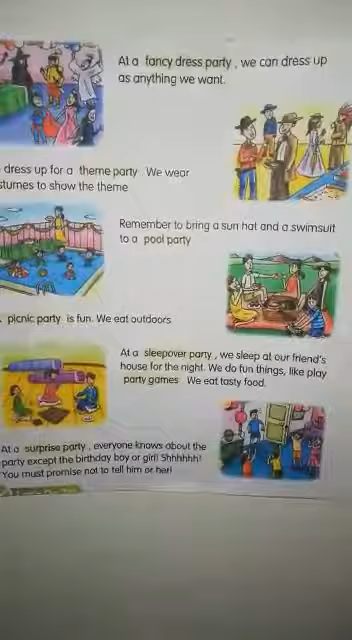 At a fancy dress party , we can dress up
as anything we want.
dress up for a theme party We wear
stumes to show the theme
Remember to bring a sun hat and a swimsuit
to a pool party
picnic party is fun. We eat outdoors
At a sleepover party , we sleep at our friend's
house for the night. We do fun things, like play
party games We eat tasty food.
At a surprise party , everyone knows about the
party except the birthday boy or girl! Shhhhhh!
You must promise not to tell him or her!